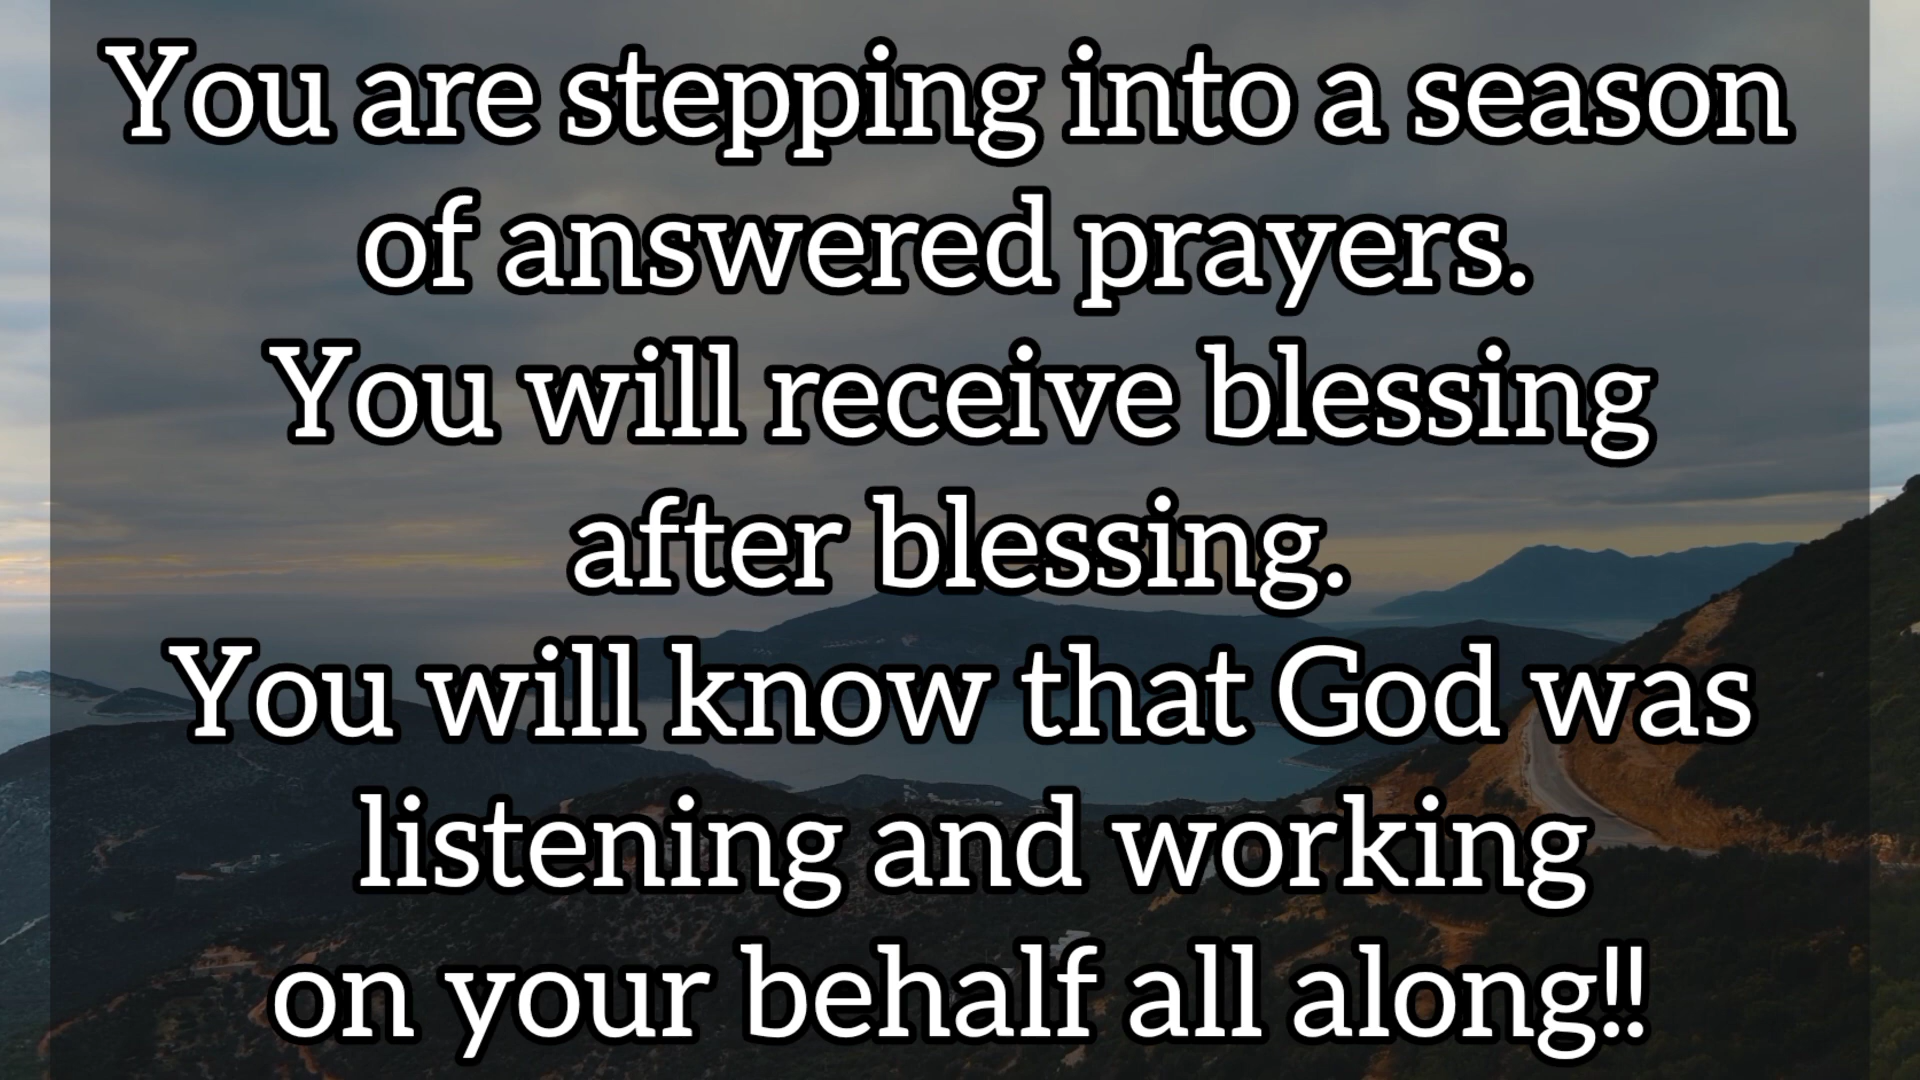 You are stepping into a season
of answered prayers.
You will receive blessing
after blessing.
You will know that God was
listening and working
on your behalf all along!!